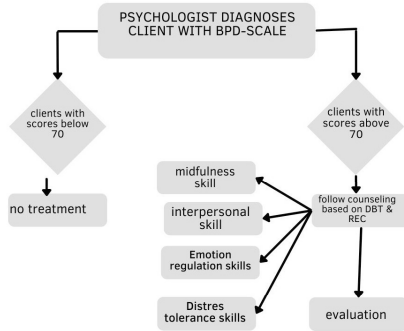 PSYCHOLOGIST DIAGNOSES
CLIENT WITH BPD-SCALE
clients with
scores below
70
clients with
scores above
70
no treatment
midfulness
skill
interpersonal
skill
Emotion
regulation skills
Distres
tolerance skills
follow counseling
based on DBT &
REC
evaluation